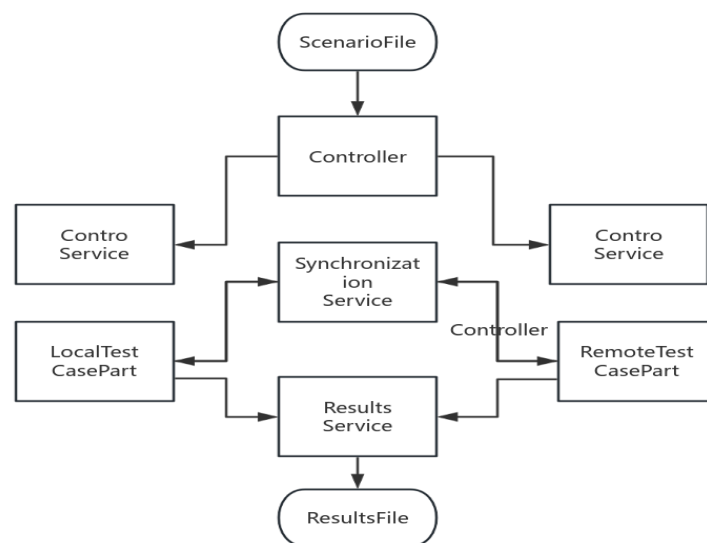 ScenarioFile
Controller
Contro
Service
Contro
Service
Synchronizat
ion
Service
Controller
LocalTest
CasePart
RemoteTest
CasePart
Results
Service
ResultsFile